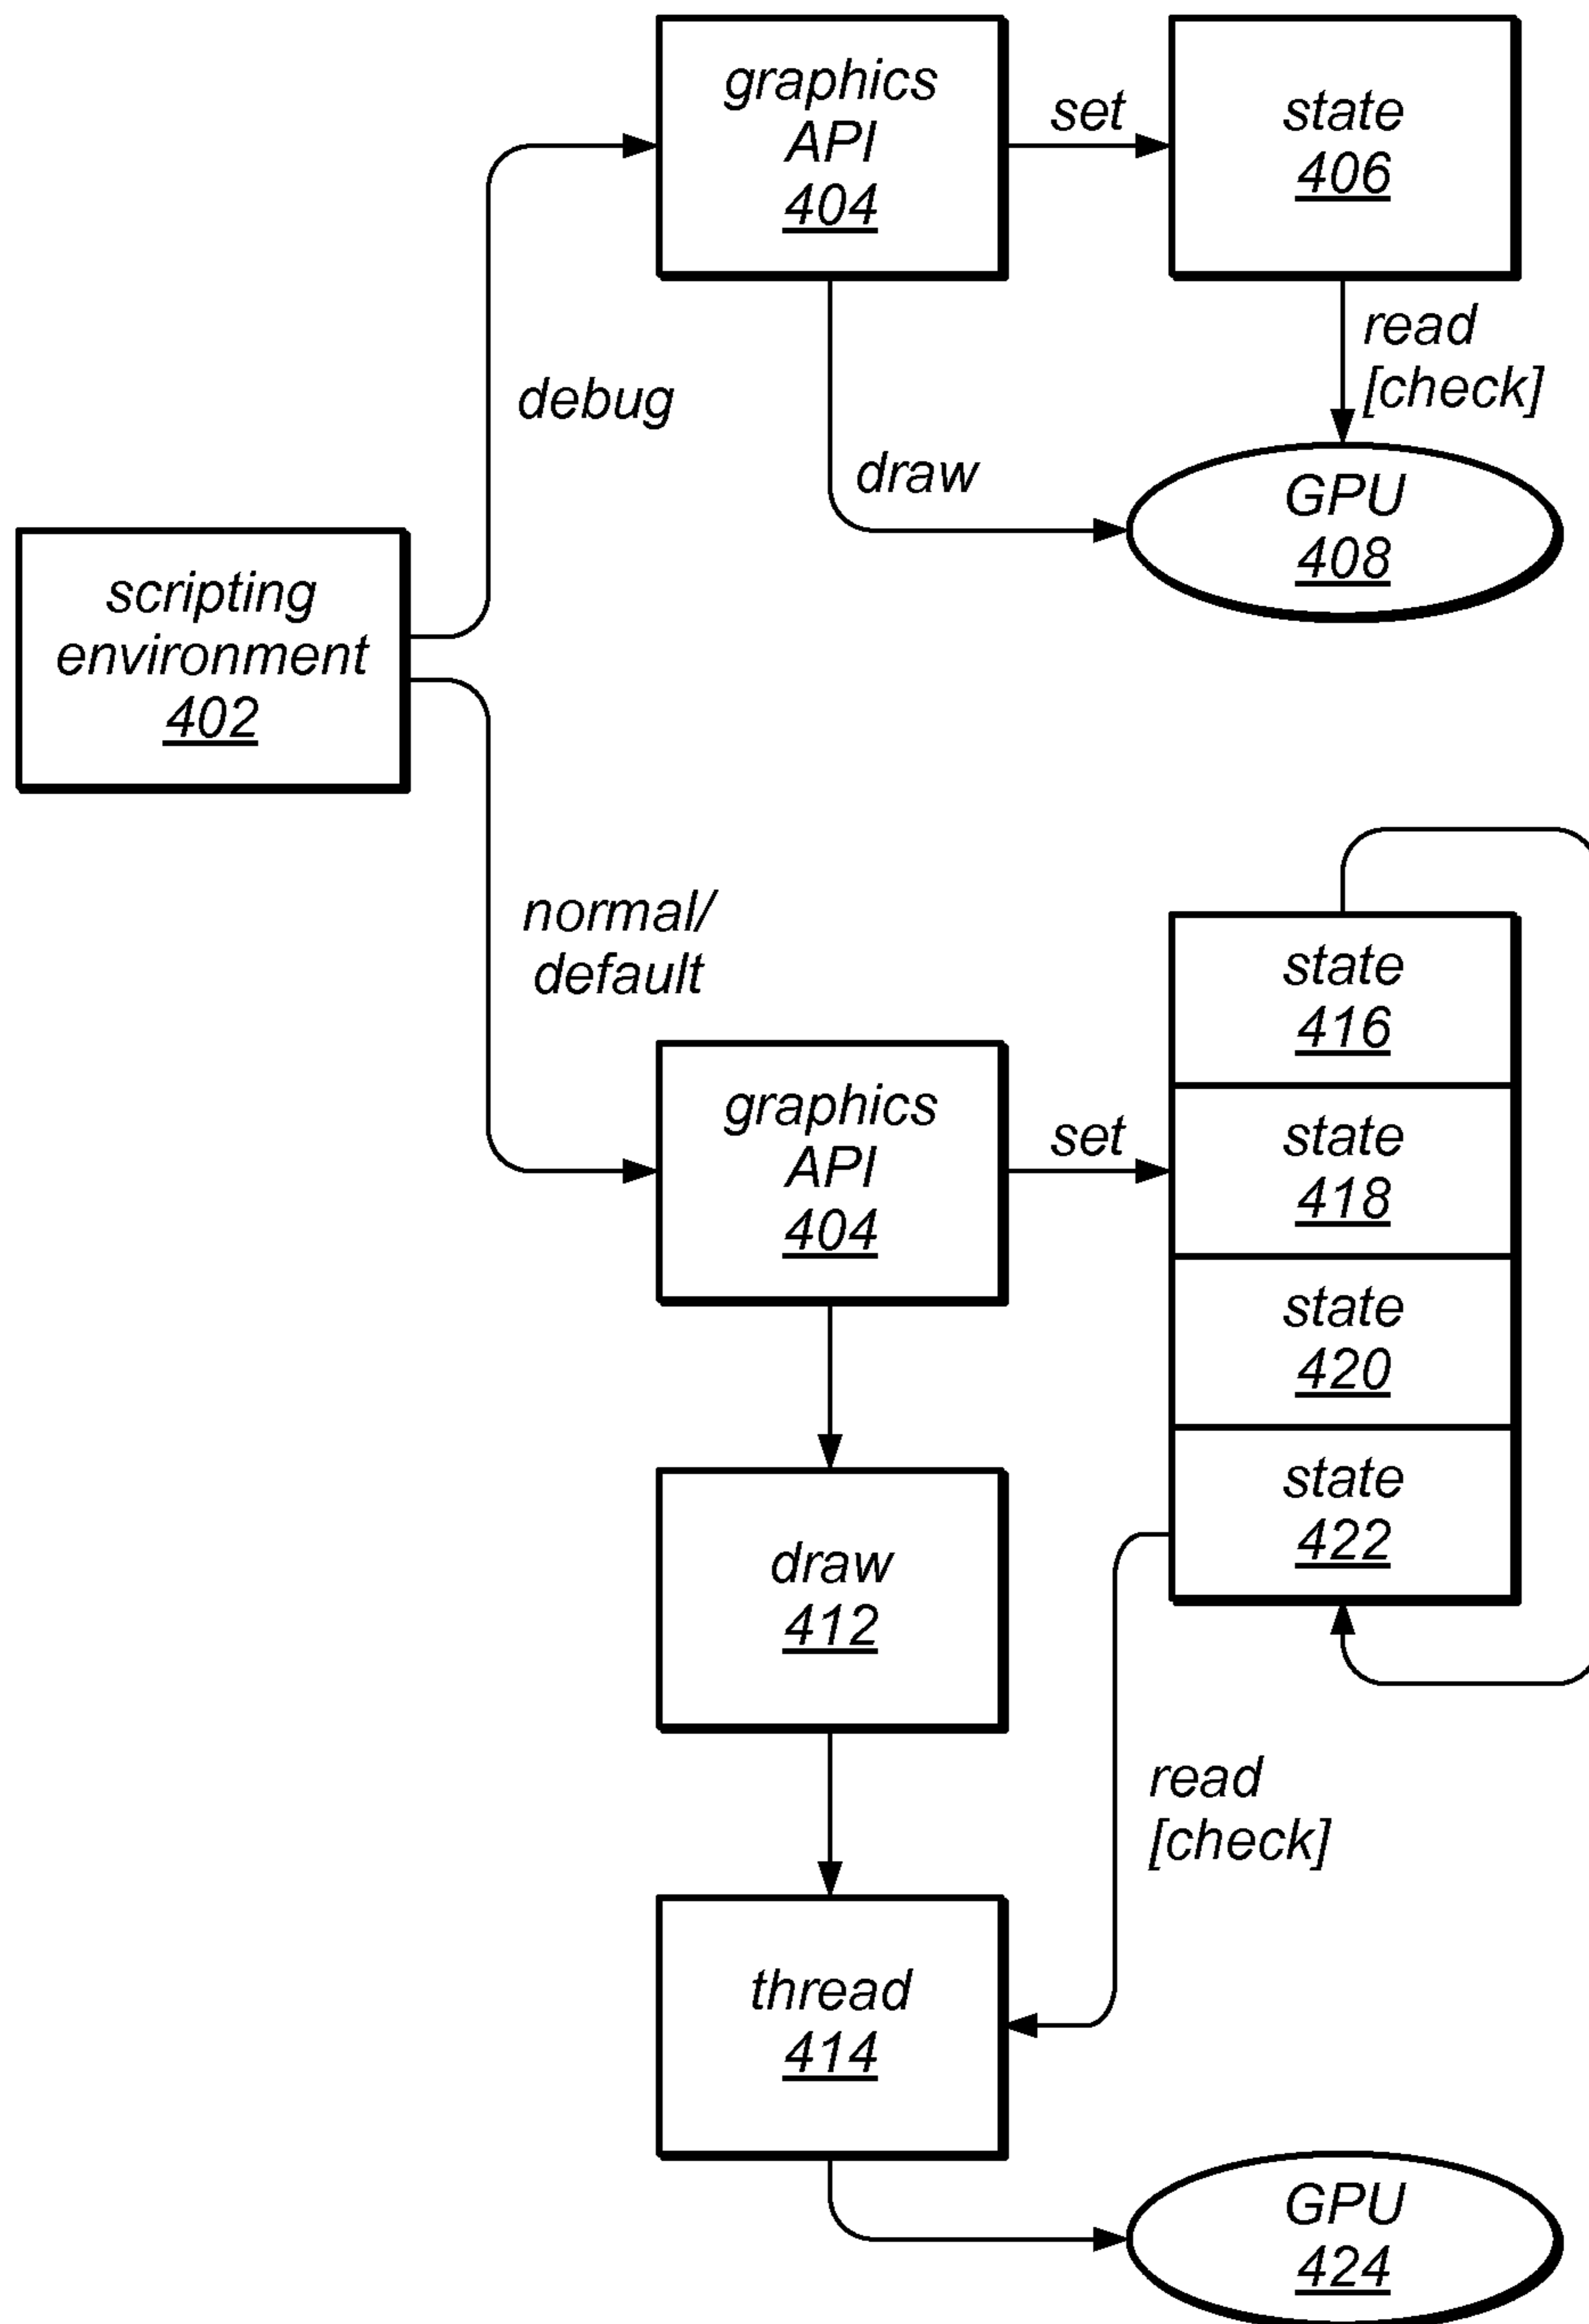 graphics
API
404
set
state
406
read
[check]
debug
draw
GPU
408
scripting
environment
402
normal/
default
graphics
API
404
set
state
416
state
418
state
420
state
422
draw
412
read
[check]
thread
414
GPU
424